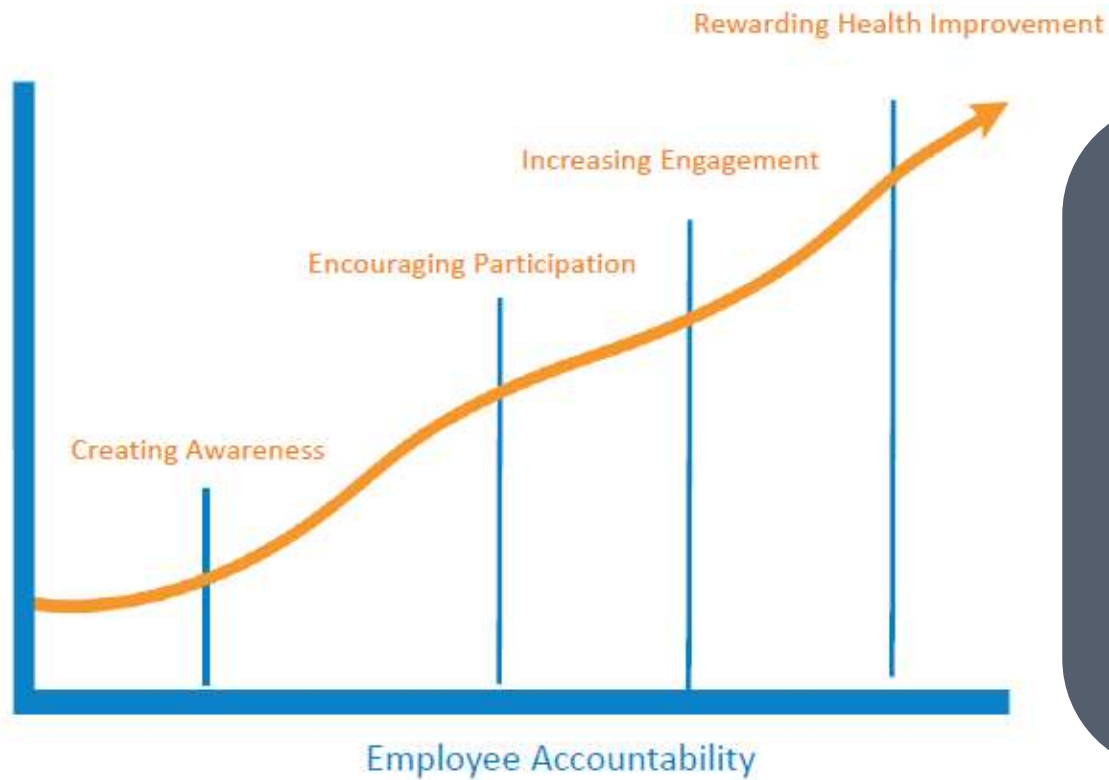 Rewarding Health Improvement
Increasing Engagement
Encouraging Participation
Creating Awareness
Employee Accountability